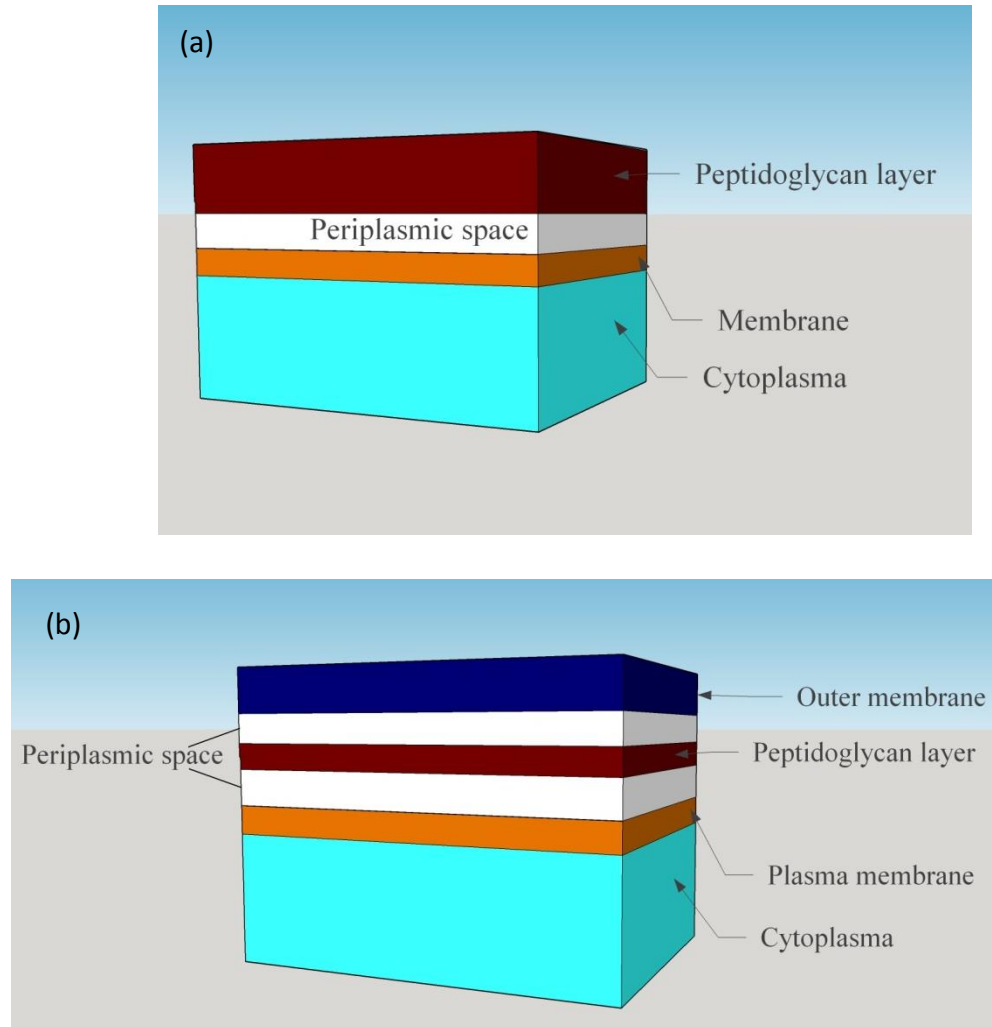 (a)
Peptidoglycan layer
Periplasmic space
Membrane
Cytoplasma
(b)
Outer membrane
Periplasmic space
Peptidoglycan layer
Plasma membrane
Cytoplasma